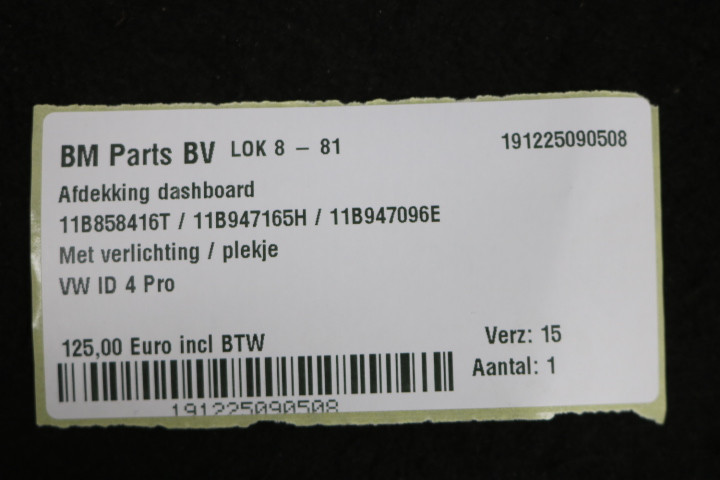 BM Parts BV LOK 8 – 81 191225090508
Afdekking dashboard
11B858416T / 11B947165H / 11B947096E
Met verlichting / plekje
VW ID 4 Pro
125,00 Euro incl BTW Verz: 15
Aantal: 1
191225090508